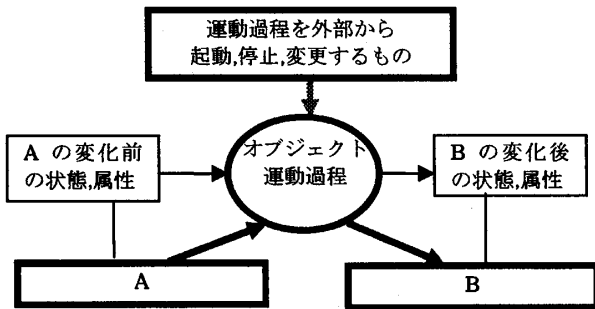 運動過程を外部から
起動,停止,変更するもの
オブジェクト
運動過程
A の変化前
の状態,属性
B の変化後
の状態,属性
A
B